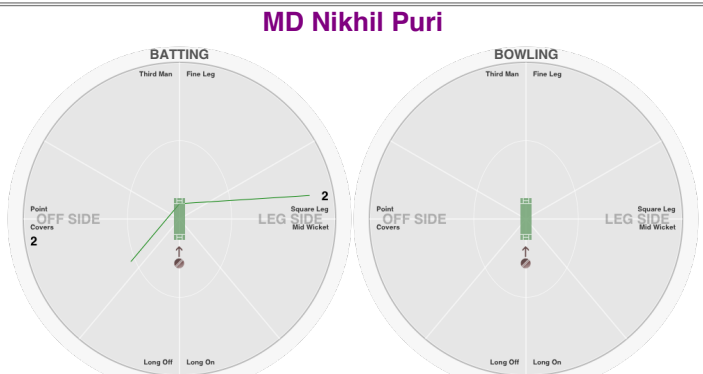 MD Nikhil Puri
BATTING
Third Man
Fine Leg
2
Point
Square Leg
OFF SIDE
LEG SIDE
Covers
Mid Wicket
2
Long Off
Long On
BOWLING
Third Man
Fine Leg
Point
Square Leg
OFF SIDE
LEG SIDE
Covers
Mid Wicket
Long Off
Long On